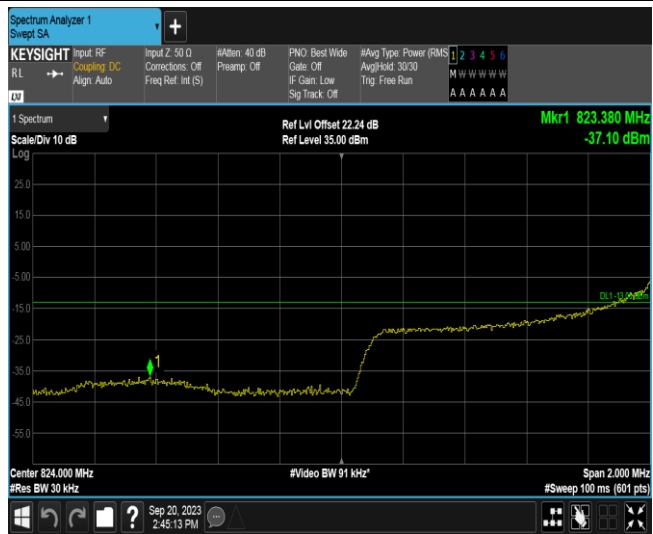 Spectrum Analyzer 1
Swept SA
+
KEYSIGHT
RL
LXI
Input: RF
Coupling: DC
Align: Auto
Input Z: 50 Ω
Corrections: Off
Freq Ref: Int (S)
#Atten: 40 dB
Preamp: Off
PNO: Best Wide
Gate: Off
IF Gain: Low
Sig Track: Off
#Avg Type: Power (RMS
Avg|Hold: 30/30
Trig: Free Run
1 2 3 4 5 6
M W W W W W
A A A A A A
1 Spectrum
Scale/Div 10 dB
Log
Ref Lvl Offset 22.24 dB
Ref Level 35.00 dBm
Mkr1 823.380 MHz
-37.10 dBm
25.0
15.0
5.00
-5.00
-15.0
-25.0
-35.0
-45.0
-55.0
DL1 -13.00 dBm
1
Center 824.000 MHz
#Res BW 30 kHz
#Video BW 91 kHz*
Span 2.000 MHz
#Sweep 100 ms (601 pts)
?
Sep 20, 2023
2:45:13 PM